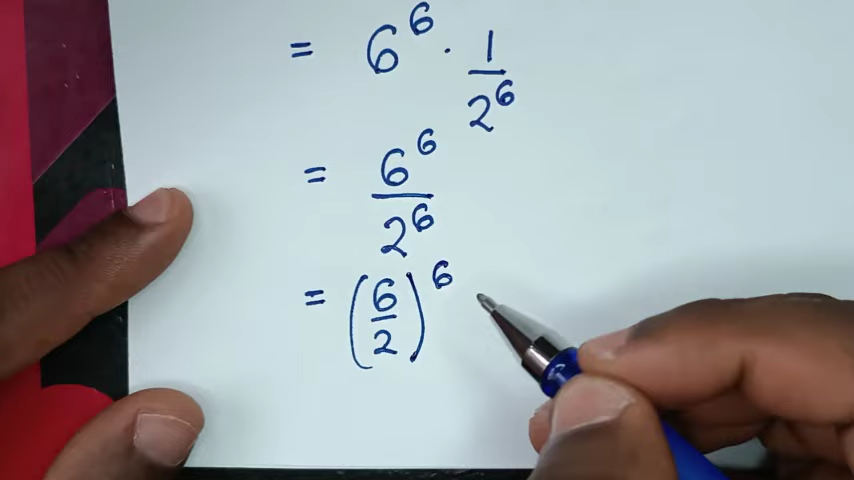 = 6^6 · 1/2^6
= 6^6/2^6
= (6/2)^6